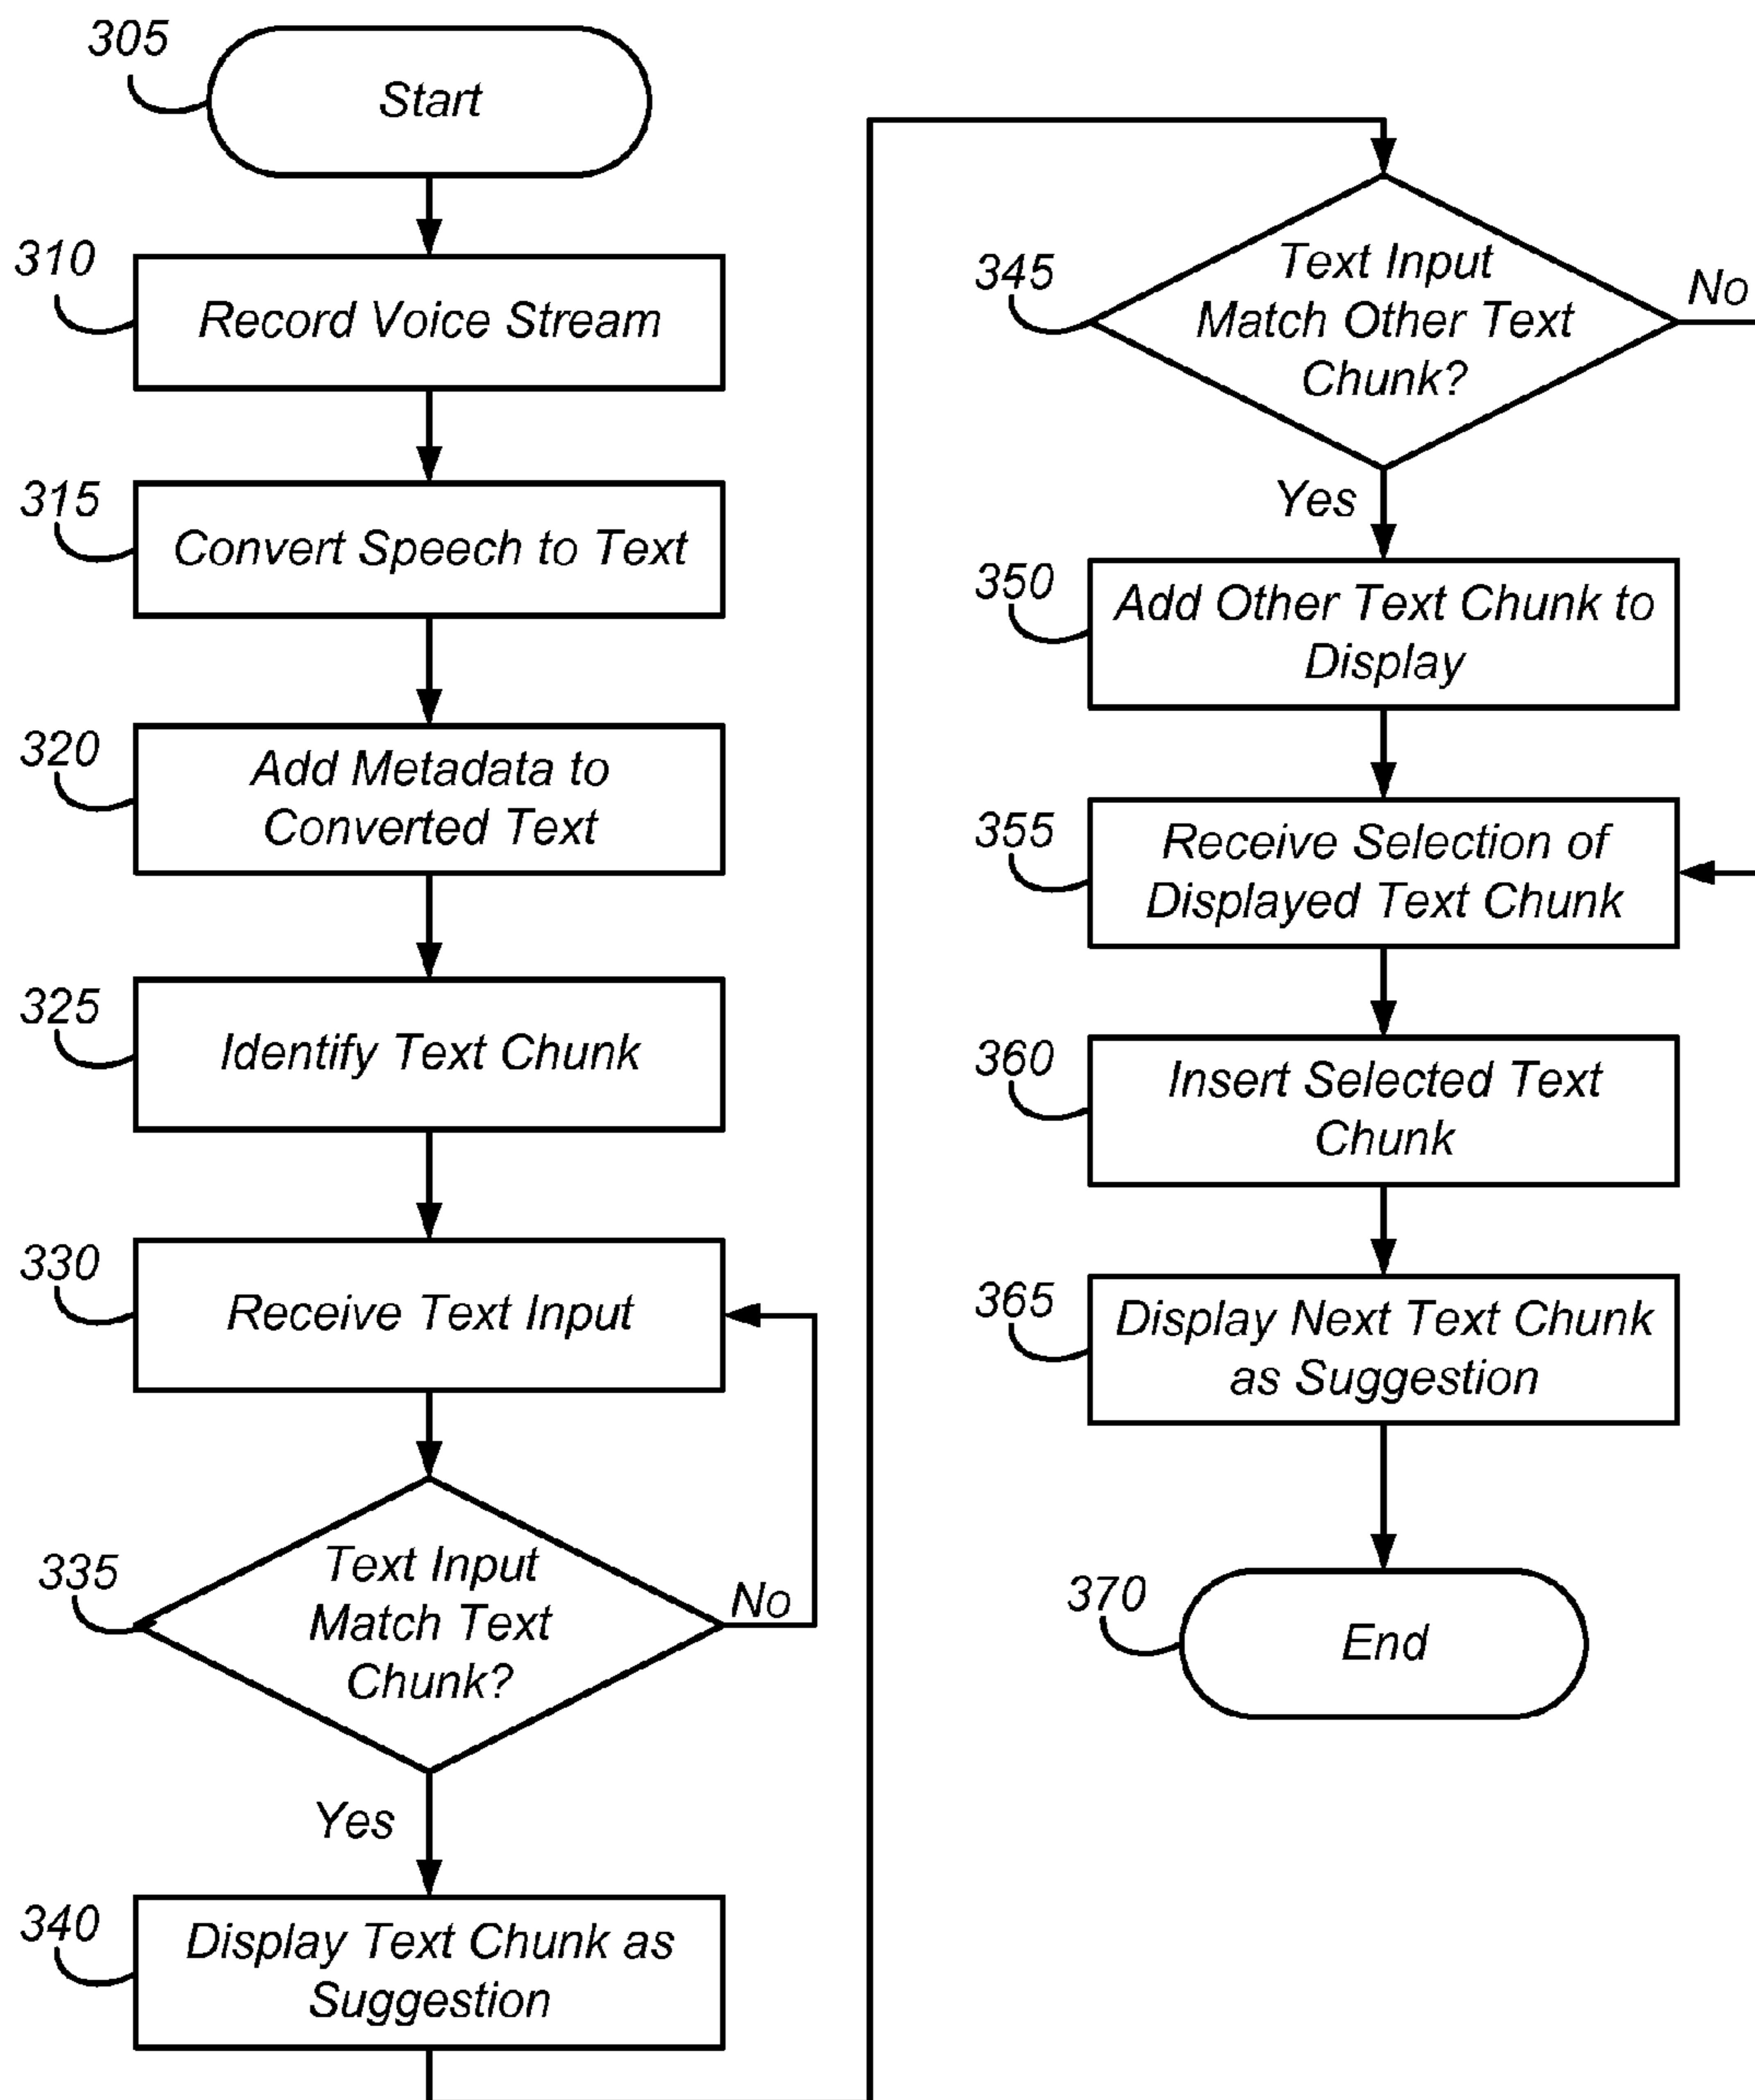 305
Start
310
Record Voice Stream
315
Convert Speech to Text
320
Add Metadata to
Converted Text
325
Identify Text Chunk
330
Receive Text Input
335
Text Input
Match Text
Chunk?
No
Yes
340
Display Text Chunk as
Suggestion
345
Text Input
Match Other Text
Chunk?
No
Yes
350
Add Other Text Chunk to
Display
355
Receive Selection of
Displayed Text Chunk
360
Insert Selected Text
Chunk
365
Display Next Text Chunk
as Suggestion
370
End